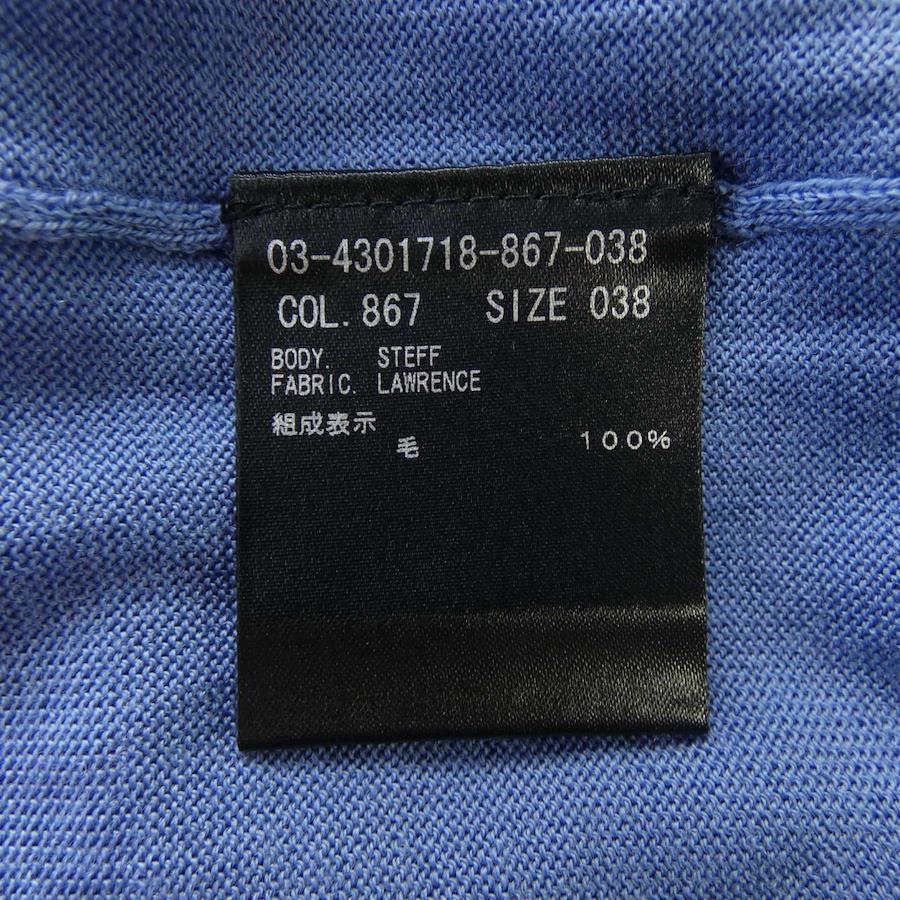 03-4301718-867-038
COL. 867 SIZE 038
BODY. STEFF
FABRIC. LAWRENCE
組成表示
毛 100%